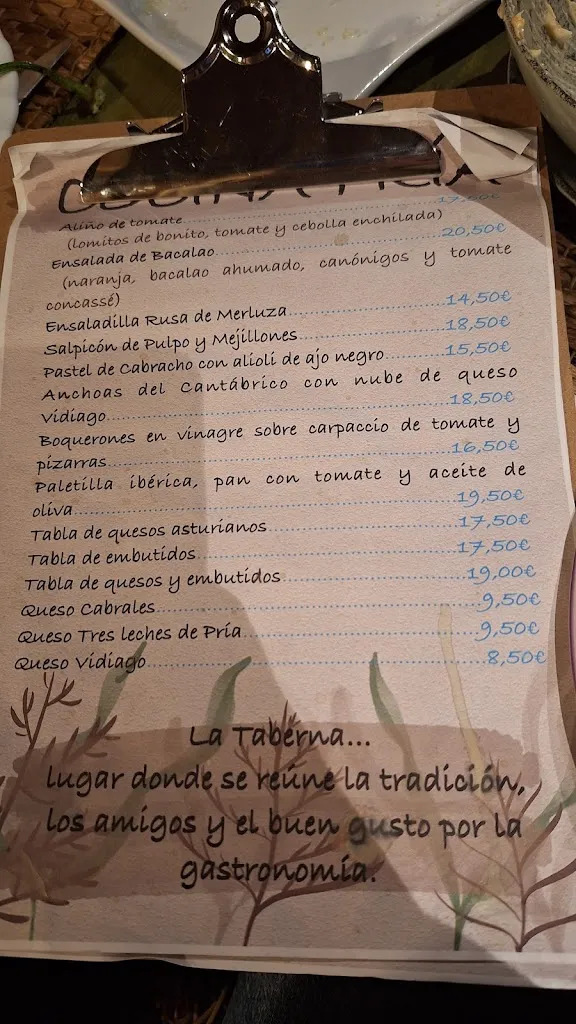 Aliño de tomate.......17,50€
(lomitos de bonito, tomate y cebolla enchilada)
Ensalada de Bacalao.......20,50€
(naranja, bacalao ahumado, canónigos y tomate
concassé)
Ensaladilla Rusa de Merluza.......14,50€
Salpicón de Pulpo y Mejillones.......18,50€
Pastel de Cabracho con alioli de ajo negro.......15,50€
Anchoas del Cantábrico con nube de queso
Vidiago.......18,50€
Boquerones en vinagre sobre carpaccio de tomate y
pizarras.......16,50€
Paletilla ibérica, pan con tomate y aceite de
oliva.......19,50€
Tabla de quesos asturianos.......17,50€
Tabla de embutidos.......17,50€
Tabla de quesos y embutidos.......19,00€
Queso Cabrales.......9,50€
Queso Tres leches de Pría.......9,50€
Queso Vidiago.......8,50€
La Taberna...
lugar donde se reúne la tradición,
los amigos y el buen gusto por la
gastronomía.